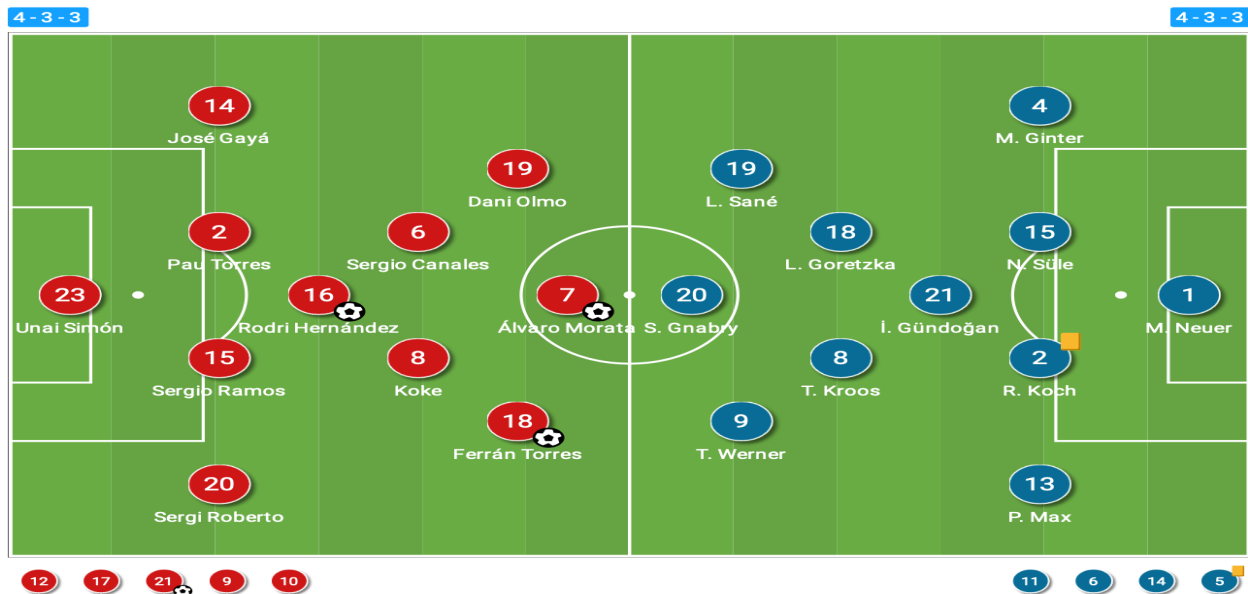 4 - 3 - 3
4 - 3 - 3
14
José Gayá
4
M. Ginter
19
Dani Olmo
19
L. Sané
2
Pau Torres
6
Sergio Canales
18
L. Goretzka
15
N. Süle
23
Unai Simón
16
Rodri Hernández
7
Álvaro Morata
20
S. Gnabry
21
İ. Gündoğan
1
M. Neuer
15
Sergio Ramos
8
Koke
8
T. Kroos
2
R. Koch
18
Ferrán Torres
9
T. Werner
20
Sergi Roberto
13
P. Max
12
17
21
9
10
11
6
14
5